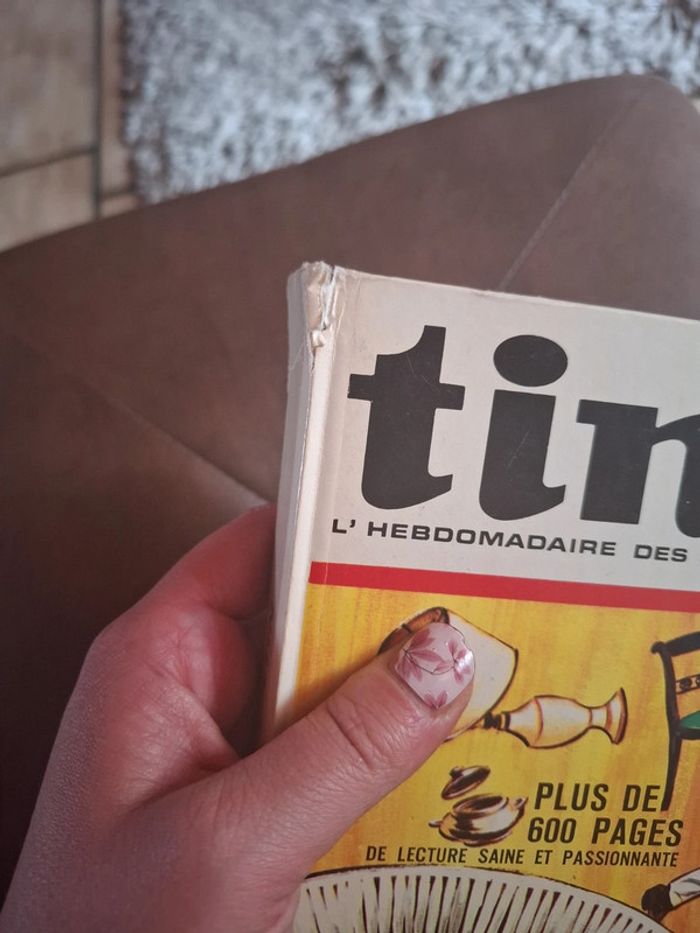 tin
L' HEBDOMADAIRE DES
PLUS DE
600 PAGES
DE LECTURE SAINE ET PASSIONNANTE